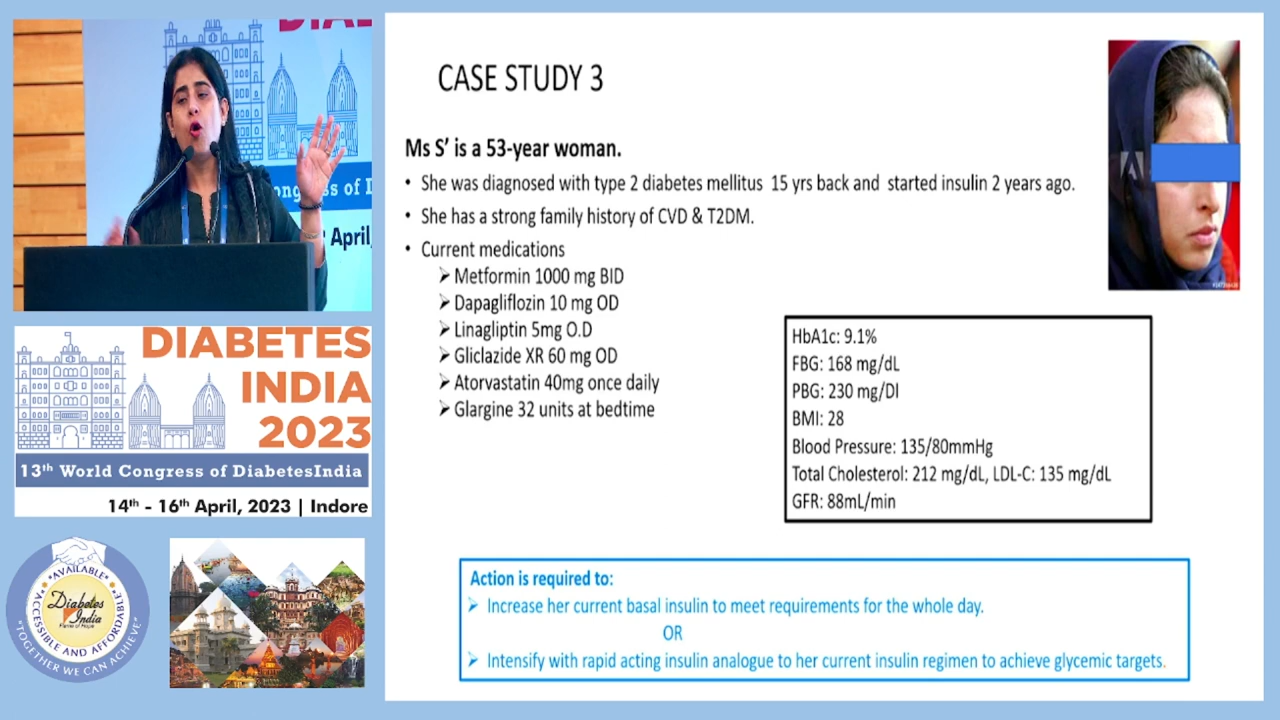 CASE STUDY 3
Ms S’ is a 53-year woman.
• She was diagnosed with type 2 diabetes mellitus 15 yrs back and started insulin 2 years ago.
• She has a strong family history of CVD & T2DM.
• Current medications
➢ Metformin 1000 mg BID
➢ Dapagliflozin 10 mg OD
➢ Linagliptin 5mg O.D
➢ Gliclazide XR 60 mg OD
➢ Atorvastatin 40mg once daily
➢ Glargine 32 units at bedtime
HbA1c: 9.1%
FBG: 168 mg/dL
PBG: 230 mg/Dl
BMI: 28
Blood Pressure: 135/80mmHg
Total Cholesterol: 212 mg/dL, LDL-C: 135 mg/dL
GFR: 88mL/min
Action is required to:
➢ Increase her current basal insulin to meet requirements for the whole day.
OR
➢ Intensify with rapid acting insulin analogue to her current insulin regimen to achieve glycemic targets.
of
April,
DIABETES
INDIA
2023
13th World Congress of DiabetesIndia
14th - 16th April, 2023 | Indore
"AVAILABLE"
"ACCESSIBLE AND AFFORDABLE"
Diabetes
India
"TOGETHER WE CAN ACHIEVE"